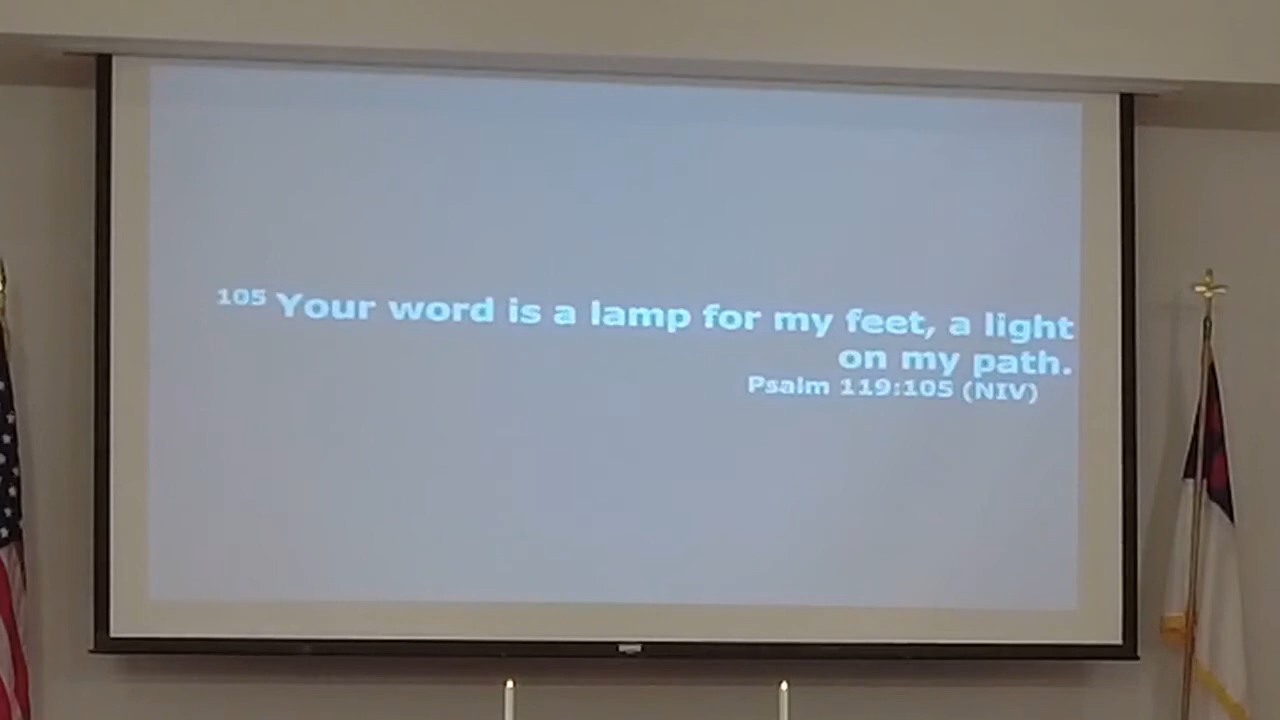 105 Your word is a lamp for my feet, a light
on my path.
Psalm 119:105 (NIV)